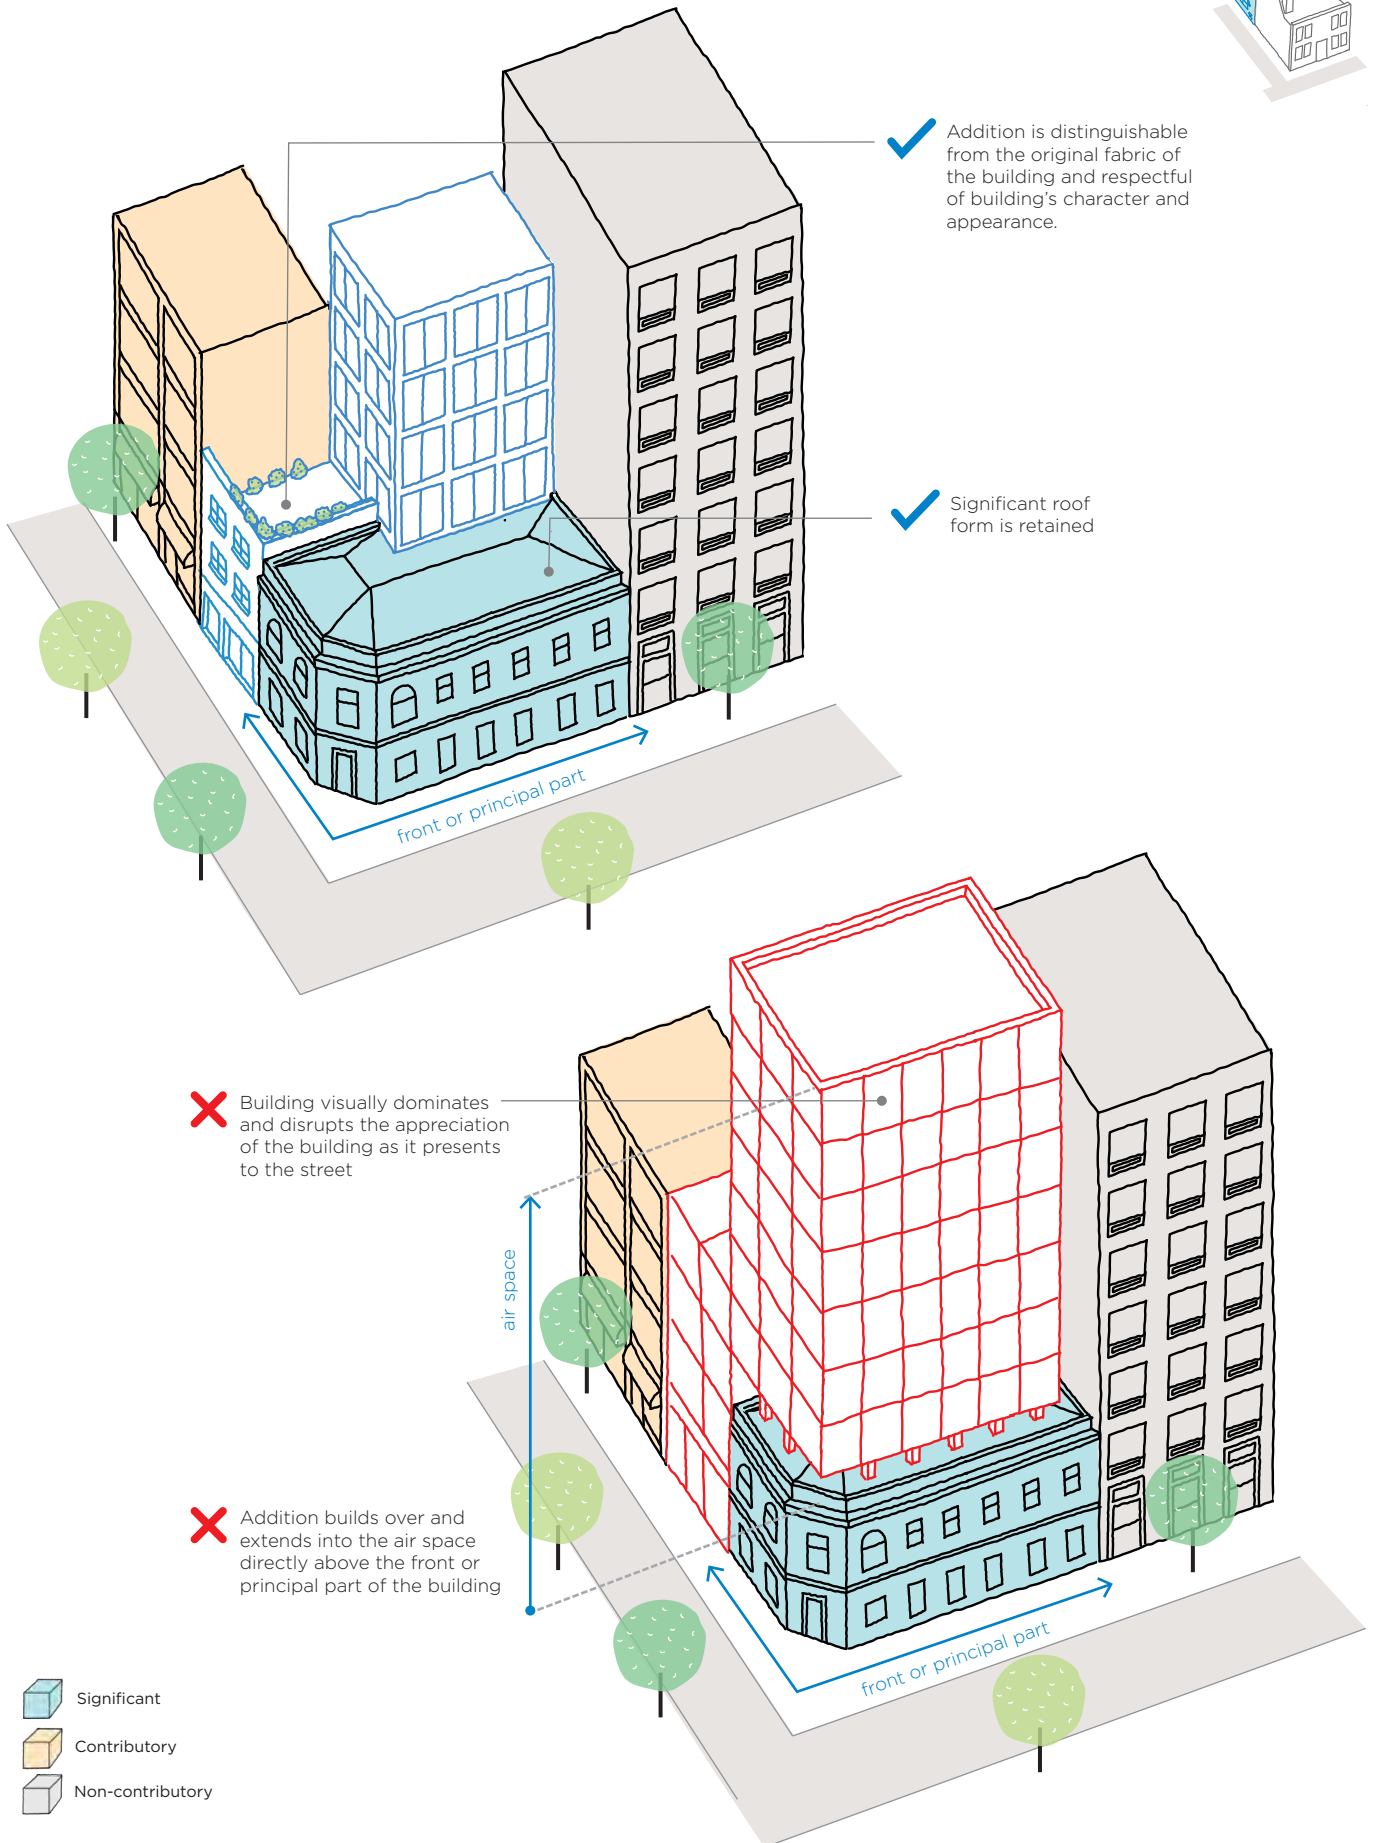 Addition is distinguishable
from the original fabric of
the building and respectful
of building’s character and
appearance.
Significant roof
form is retained
front or principal part
Building visually dominates
and disrupts the appreciation
of the building as it presents
to the street
air space
Addition builds over and
extends into the air space
directly above the front or
principal part of the building
front or principal part
Significant
Contributory
Non-contributory